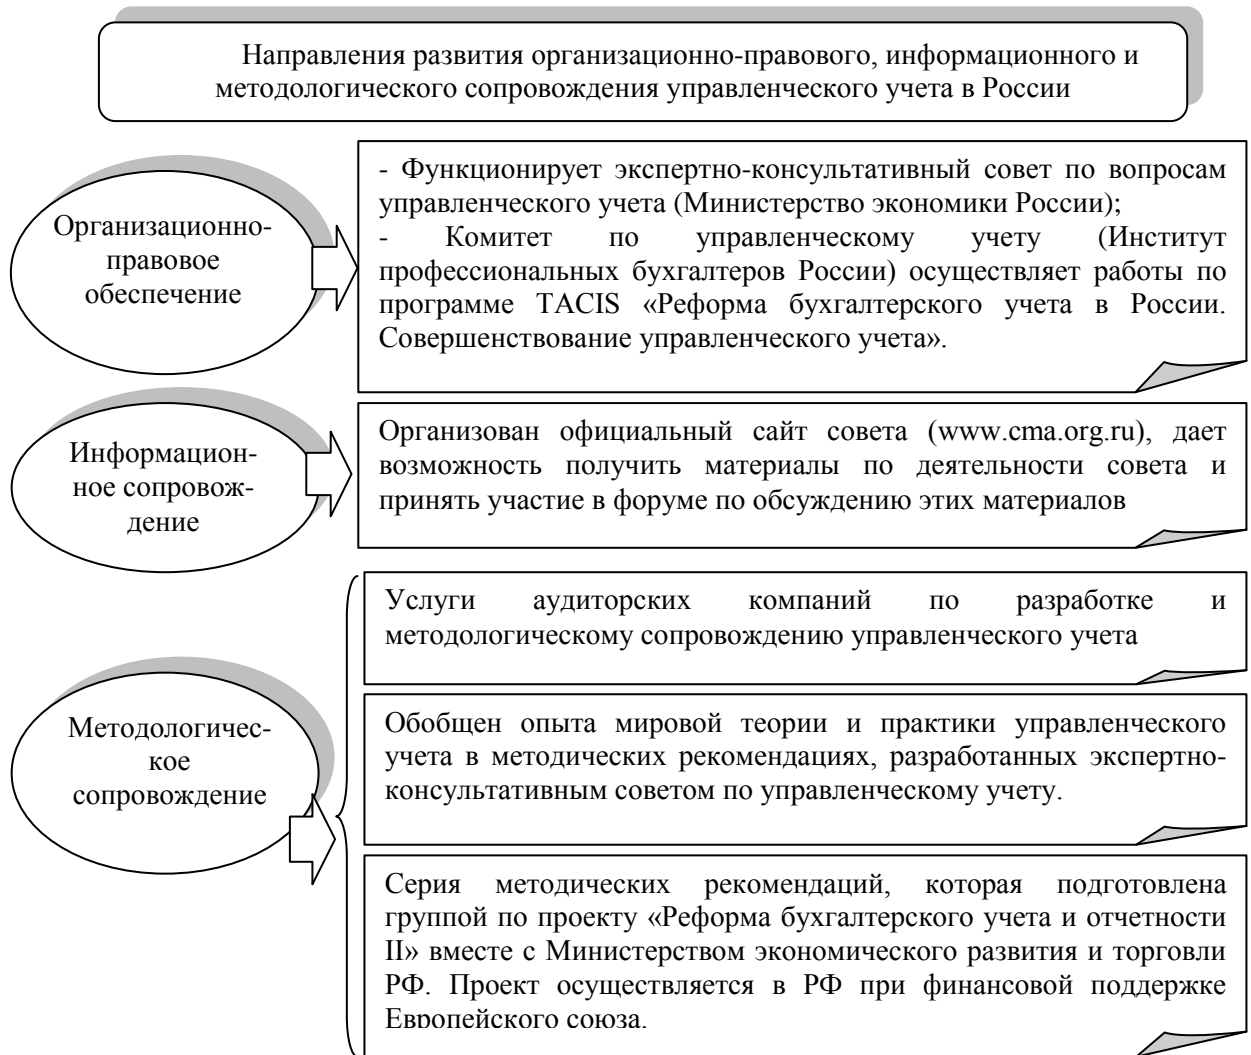 Направления развития организационно-правового, информационного и
методологического сопровождения управленческого учета в России
Организационно-
правовое
обеспечение
- Функционирует экспертно-консультативный совет по вопросам
управленческого учета (Министерство экономики России);
- Комитет по управленческому учету (Институт
профессиональных бухгалтеров России) осуществляет работы по
программе TACIS «Реформа бухгалтерского учета в России.
Совершенствование управленческого учета».
Информацион-
ное сопровож-
дение
Организован официальный сайт совета (www.cma.org.ru), дает
возможность получить материалы по деятельности совета и
принять участие в форуме по обсуждению этих материалов
Методологичес-
кое
сопровождение
Услуги аудиторских компаний по разработке и
методологическому сопровождению управленческого учета
Обобщен опыта мировой теории и практики управленческого
учета в методических рекомендациях, разработанных экспертно-
консультативным советом по управленческому учету.
Серия методических рекомендаций, которая подготовлена
группой по проекту «Реформа бухгалтерского учета и отчетности
II» вместе с Министерством экономического развития и торговли
РФ. Проект осуществляется в РФ при финансовой поддержке
Европейского союза.